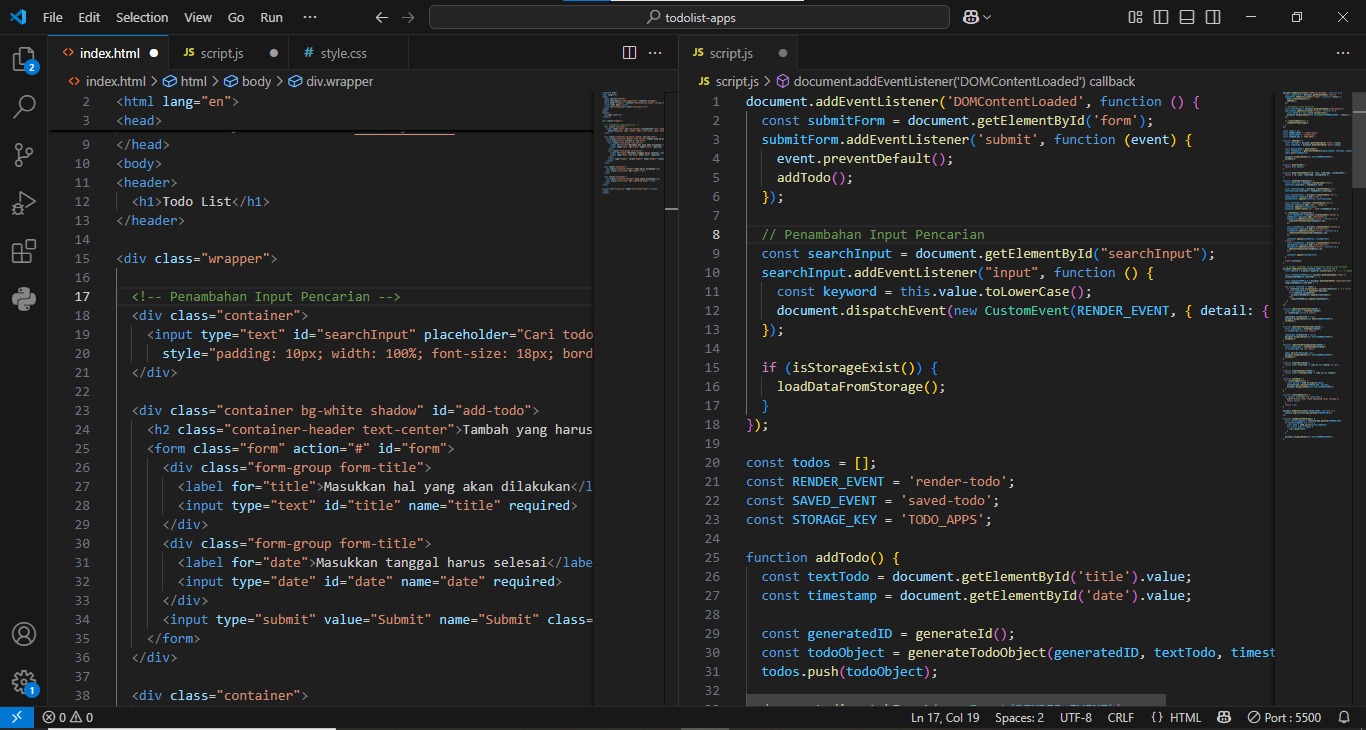 File Edit Selection View Go Run ··· todolist-apps
index.html script.js style.css
index.html > html > body > div.wrapper
2 <html lang="en">
3 <head>
9 </head>
10 <body>
11 <header>
12 <h1>Todo List</h1>
13 </header>
14
15 <div class="wrapper">
16
17 <!-- Penambahan Input Pencarian -->
18 <div class="container">
19 <input type="text" id="searchInput" placeholder="Cari todo
20 style="padding: 10px; width: 100%; font-size: 18px; bord
21 </div>
22
23 <div class="container bg-white shadow" id="add-todo">
24 <h2 class="container-header text-center">Tambah yang harus
25 <form class="form" action="#" id="form">
26 <div class="form-group form-title">
27 <label for="title">Masukkan hal yang akan dilakukan</l
28 <input type="text" id="title" name="title" required>
29 </div>
30 <div class="form-group form-title">
31 <label for="date">Masukkan tanggal harus selesai</labe
32 <input type="date" id="date" name="date" required>
33 </div>
34 <input type="submit" value="Submit" name="Submit" class=
35 </form>
36 </div>
37
38 <div class="container">
JS script.js
JS script.js > document.addEventListener('DOMContentLoaded') callback
1 document.addEventListener('DOMContentLoaded', function () {
2 const submitForm = document.getElementById('form');
3 submitForm.addEventListener('submit', function (event) {
4 event.preventDefault();
5 addTodo();
6 });
7
8 // Penambahan Input Pencarian
9 const searchInput = document.getElementById("searchInput");
10 searchInput.addEventListener("input", function () {
11 const keyword = this.value.toLowerCase();
12 document.dispatchEvent(new CustomEvent(RENDER_EVENT, { detail: {
13 });
14
15 if (isStorageExist()) {
16 loadDataFromStorage();
17 }
18 });
19
20 const todos = [];
21 const RENDER_EVENT = 'render-todo';
22 const SAVED_EVENT = 'saved-todo';
23 const STORAGE_KEY = 'TODO_APPS';
24
25 function addTodo() {
26 const textTodo = document.getElementById('title').value;
27 const timestamp = document.getElementById('date').value;
28
29 const generatedID = generateId();
30 const todoObject = generateTodoObject(generatedID, textTodo, timest
31 todos.push(todoObject);
32
2
1
0 0 Ln 17, Col 19 Spaces: 2 UTF-8 CRLF {} HTML Port : 5500